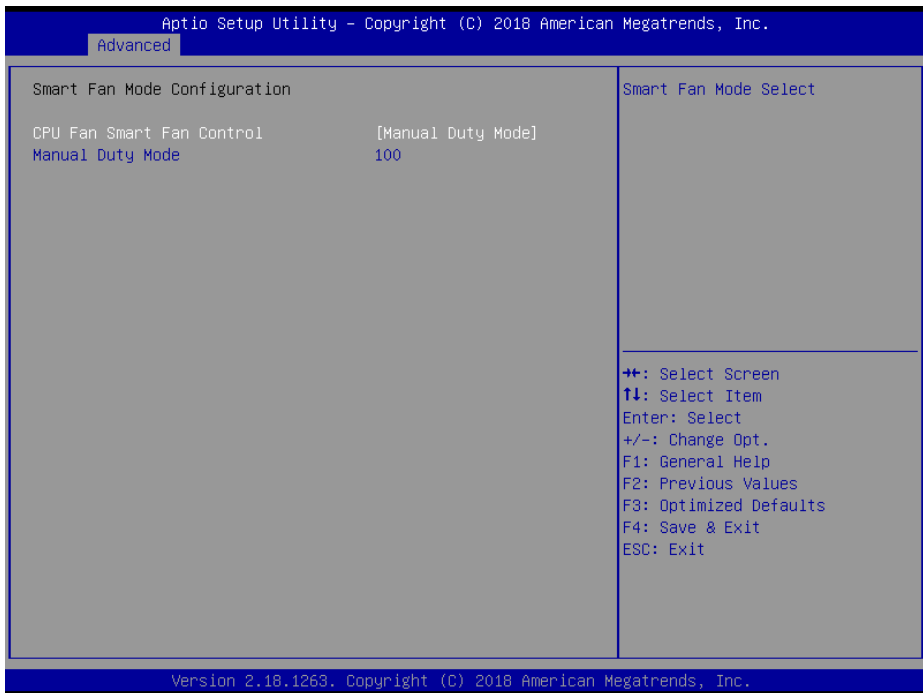 Aptio Setup Utility – Copyright (C) 2018 American Megatrends, Inc.
Advanced
Smart Fan Mode Configuration
CPU Fan Smart Fan Control [Manual Duty Mode]
Manual Duty Mode 100
Smart Fan Mode Select
→←: Select Screen
↑↓: Select Item
Enter: Select
+/-: Change Opt.
F1: General Help
F2: Previous Values
F3: Optimized Defaults
F4: Save & Exit
ESC: Exit
Version 2.18.1263. Copyright (C) 2018 American Megatrends, Inc.